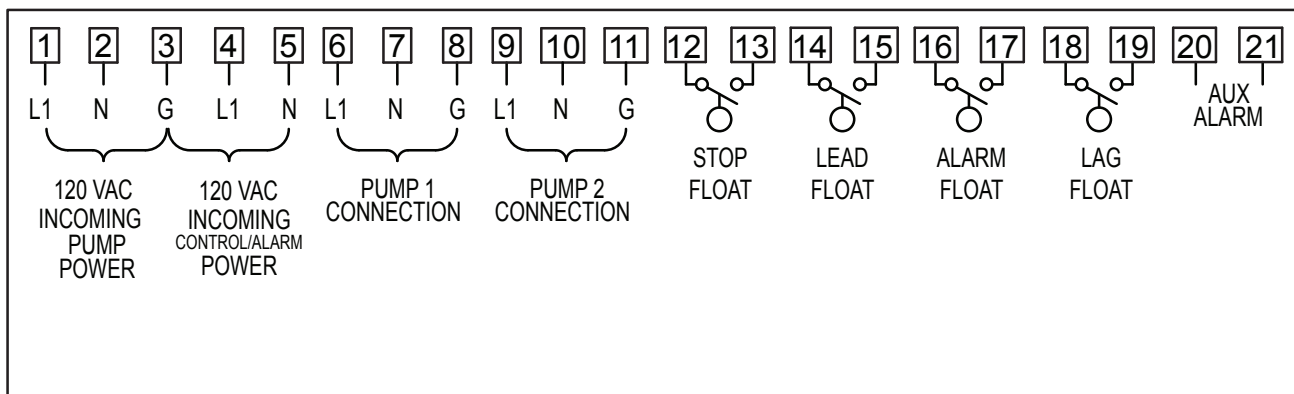 1 2 3 4 5 6 7 8 9 10 11 12 13 14 15 16 17 18 19 20 21
L1 N G L1 N L1 N G L1 N G
120 VAC
INCOMING
PUMP
POWER
120 VAC
INCOMING
CONTROL/ALARM
POWER
PUMP 1
CONNECTION
PUMP 2
CONNECTION
STOP
FLOAT
LEAD
FLOAT
ALARM
FLOAT
LAG
FLOAT
AUX
ALARM